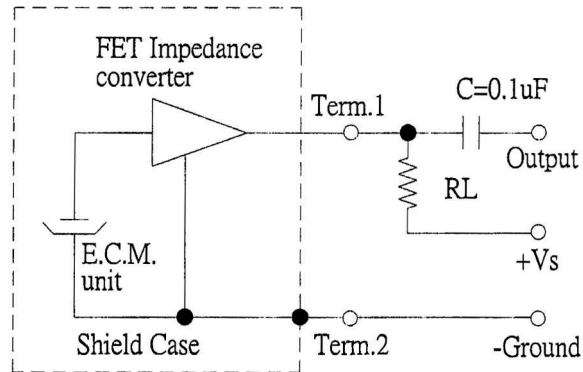 FET Impedance
converter
Term.1
C=0.1uF
Output
RL
+Vs
E.C.M.
unit
Shield Case
Term.2
-Ground